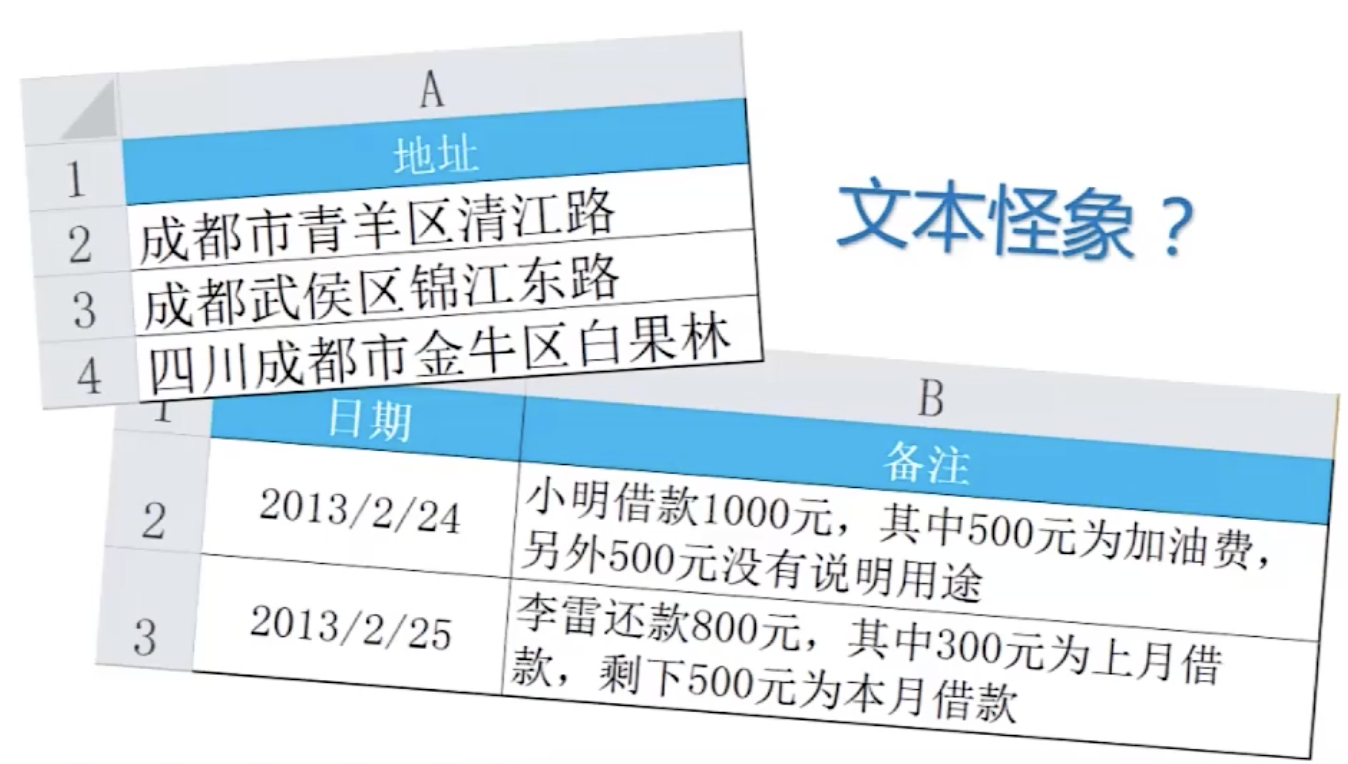 A
1
地址
2
成都市青羊区清江路
3
成都武侯区锦江东路
4
四川成都市金牛区白果林
文本怪象？
B
1
日期
备注
2
2013/2/24
小明借款1000元，其中500元为加油费，
另外500元没有说明用途
3
2013/2/25
李雷还款800元，其中300元为上月借
款，剩下500元为本月借款